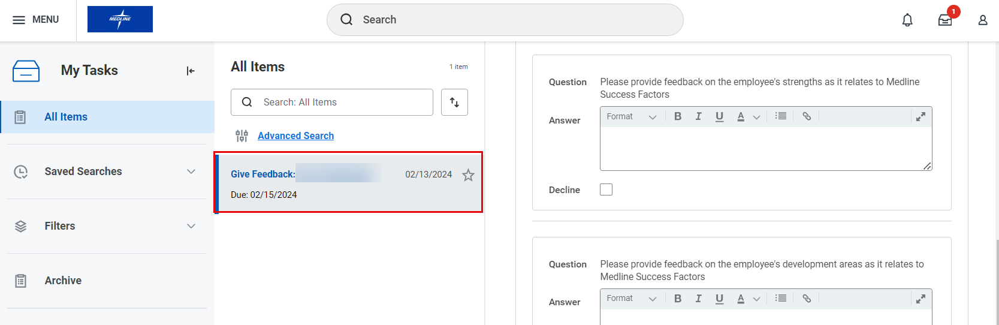 MENU
MEDLINE
Search
1
My Tasks
All Items
Saved Searches
Filters
Archive
All Items
1 item
Search: All Items
Advanced Search
Give Feedback:
02/13/2024
Due: 02/15/2024
Question
Please provide feedback on the employee's strengths as it relates to Medline
Success Factors
Answer
Format
B I U A
Decline
Question
Please provide feedback on the employee's development areas as it relates to
Medline Success Factors
Answer
Format
B I U A